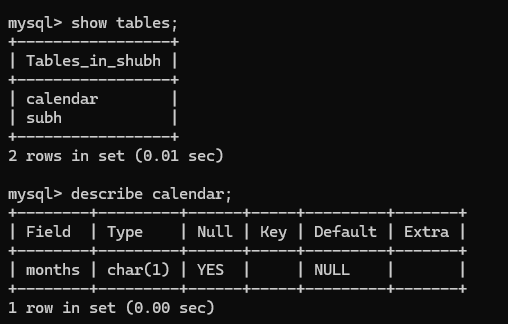 mysql> show tables;
+-----------------+
| Tables_in_shubh |
+-----------------+
| calendar        |
| subh            |
+-----------------+
2 rows in set (0.01 sec)

mysql> describe calendar;
+--------+---------+------+-----+---------+-------+
| Field  | Type    | Null | Key | Default | Extra |
+--------+---------+------+-----+---------+-------+
| months | char(1) | YES  |     | NULL    |       |
+--------+---------+------+-----+---------+-------+
1 row in set (0.00 sec)